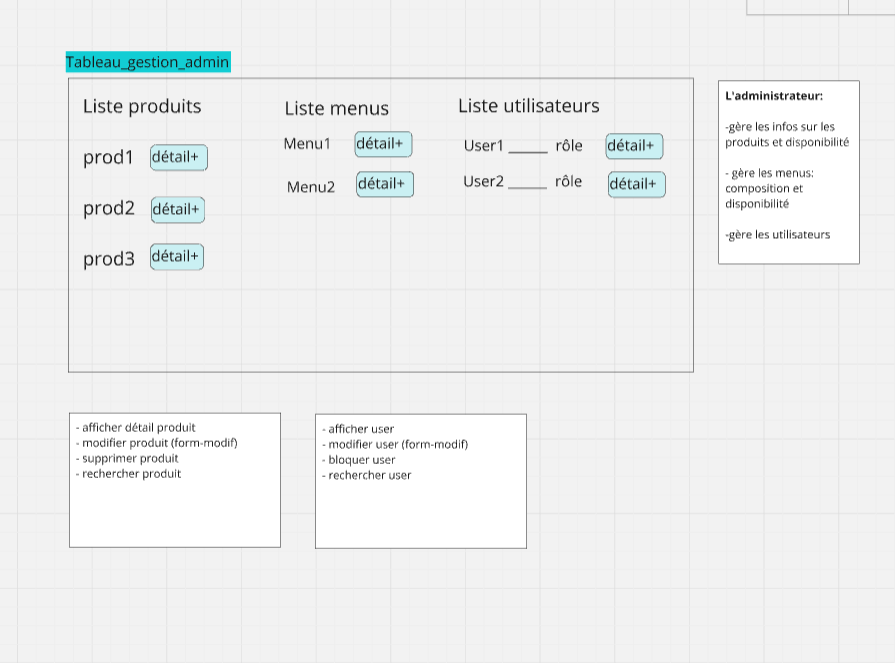 Tableau_gestion_admin
Liste produits
prod1 détail+
prod2 détail+
prod3 détail+
Liste menus
Menu1 détail+
Menu2 détail+
Liste utilisateurs
User1 _____ rôle détail+
User2 _____ rôle détail+
L'administrateur:
-gère les infos sur les
produits et disponibilité
- gère les menus:
composition et
disponibilité
-gère les utilisateurs
- afficher détail produit
- modifier produit (form-modif)
- supprimer produit
- rechercher produit
- afficher user
- modifier user (form-modif)
- bloquer user
- rechercher user